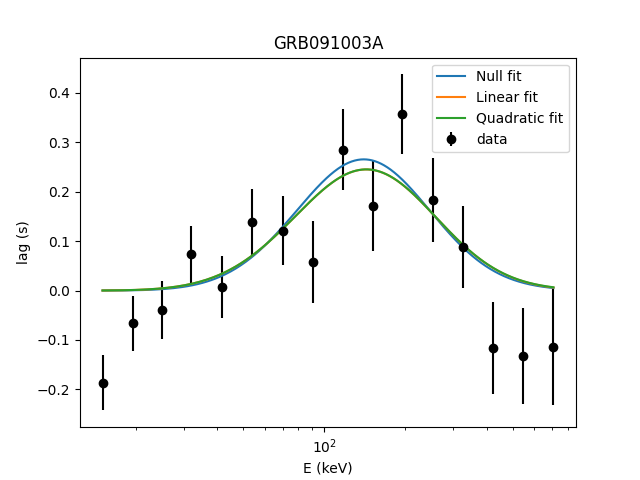 GRB091003A
Null fit
Linear fit
Quadratic fit
data
0.4
0.3
0.2
0.1
0.0
−0.1
−0.2
lag (s)
10²
E (keV)